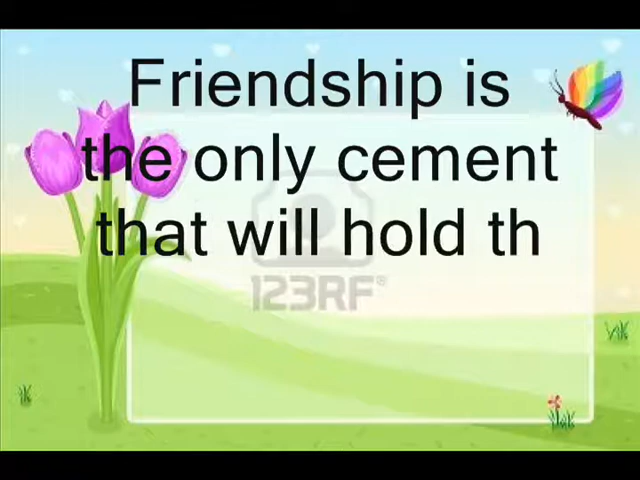 Friendship is
the only cement
that will hold th
123RF®